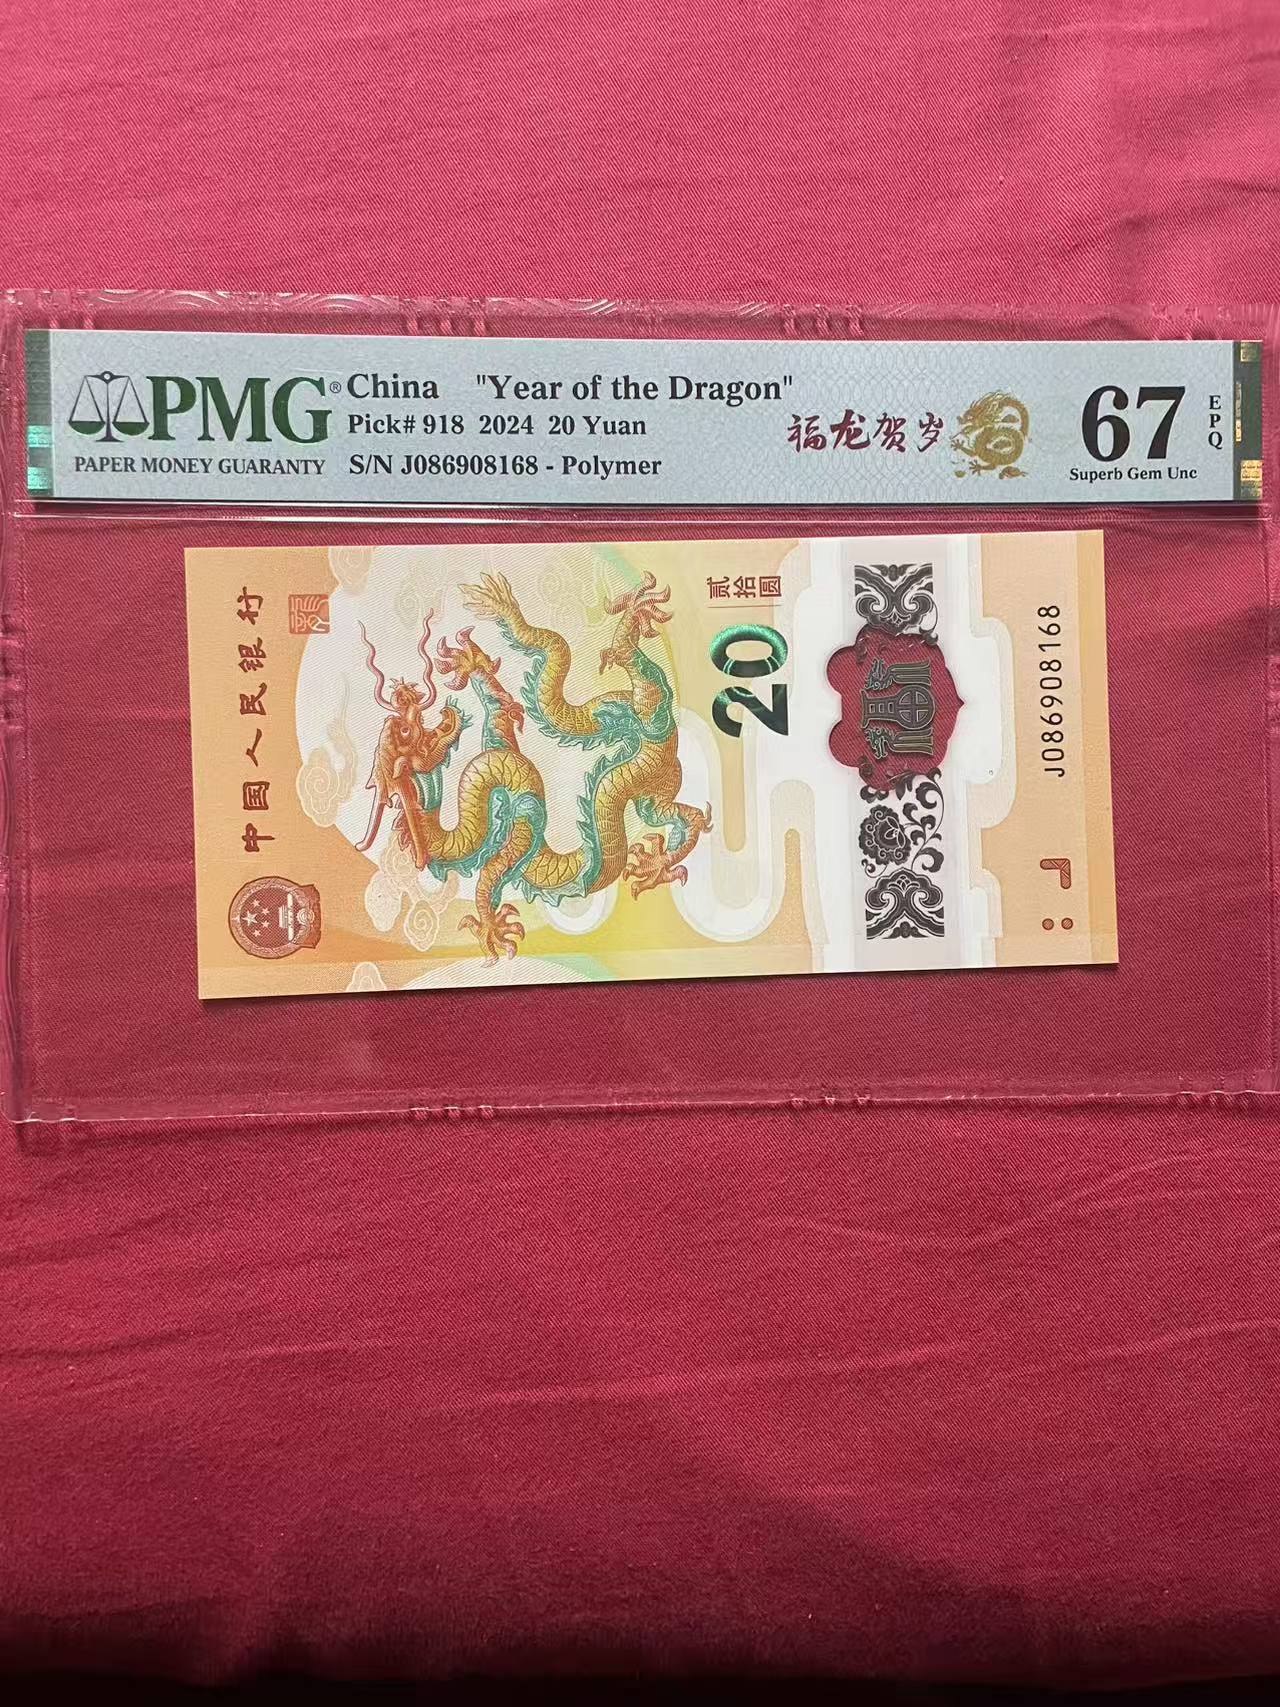 PMG®
PAPER MONEY GUARANTY
China "Year of the Dragon"
Pick# 918 2024 20 Yuan
S/N J086908168 - Polymer
福龙贺岁
67
EPQ
Superb Gem Unc
中国人民银行
贰拾圆
20
J086908168